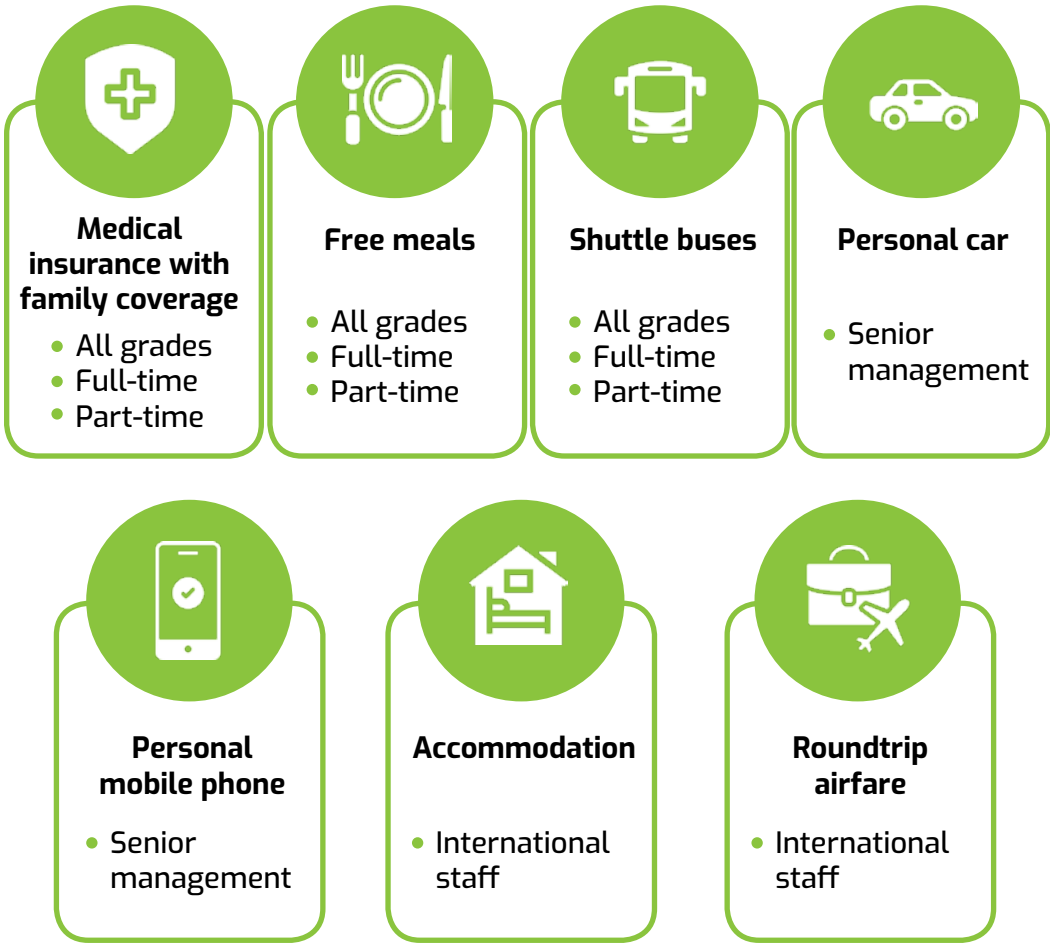 Medical
insurance with
family coverage
All grades
Full-time
Part-time
Free meals
All grades
Full-time
Part-time
Shuttle buses
All grades
Full-time
Part-time
Personal car
Senior
management
Personal
mobile phone
Senior
management
Accommodation
International
staff
Roundtrip
airfare
International
staff